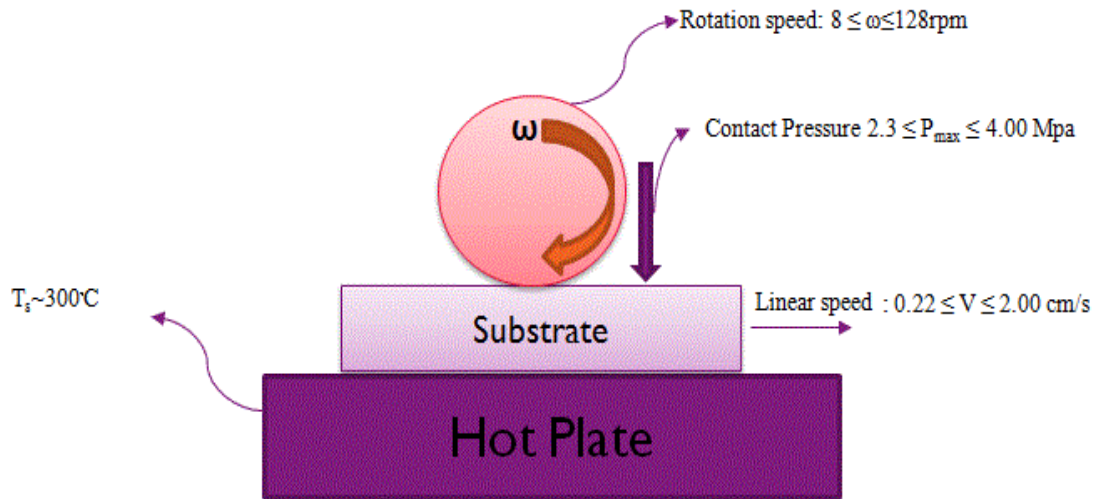 Rotation speed: 8 ≤ ω≤128rpm
ω
Contact Pressure 2.3 ≤ Pmax ≤ 4.00 Mpa
Ts~300°C
Linear speed : 0.22 ≤ V ≤ 2.00 cm/s
Substrate
Hot Plate